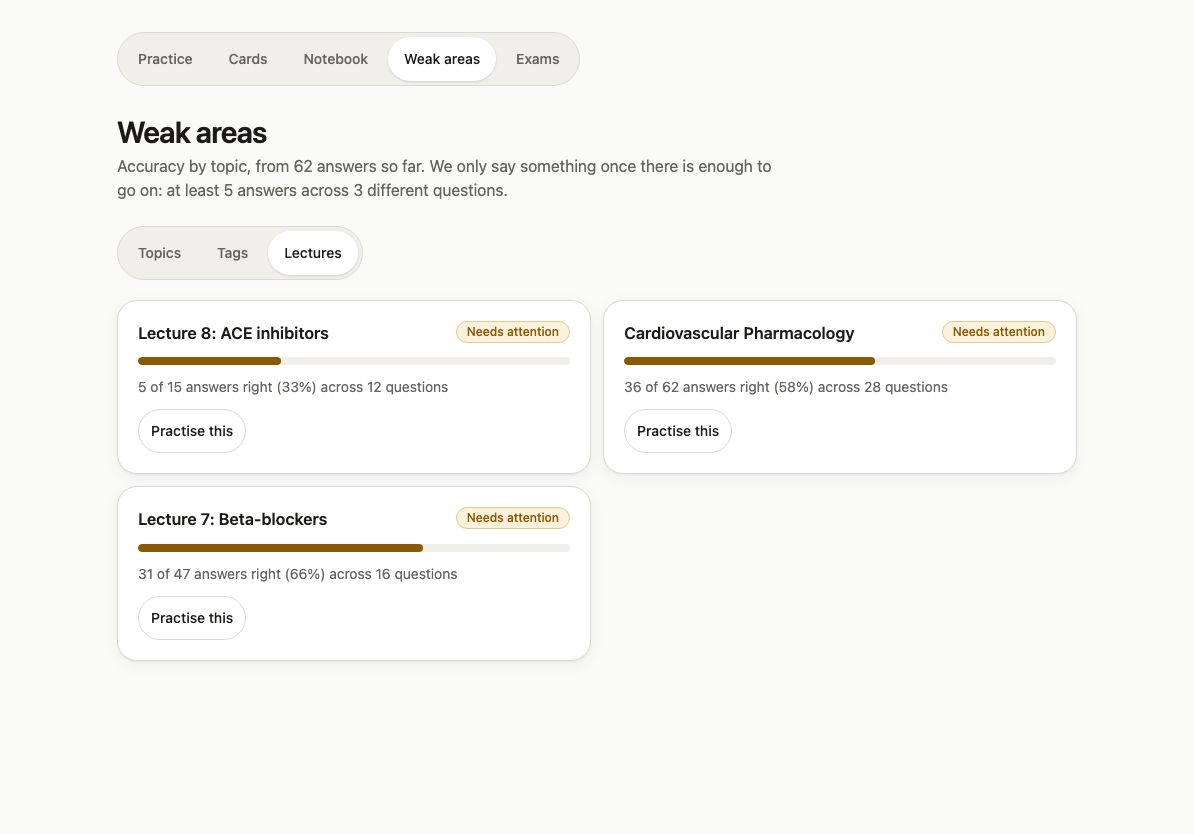 Practice Cards Notebook Weak areas Exams
Weak areas
Accuracy by topic, from 62 answers so far. We only say something once there is enough to
go on: at least 5 answers across 3 different questions.
Topics Tags Lectures
Lecture 8: ACE inhibitors Needs attention
5 of 15 answers right (33%) across 12 questions
Practise this
Cardiovascular Pharmacology Needs attention
36 of 62 answers right (58%) across 28 questions
Practise this
Lecture 7: Beta-blockers Needs attention
31 of 47 answers right (66%) across 16 questions
Practise this